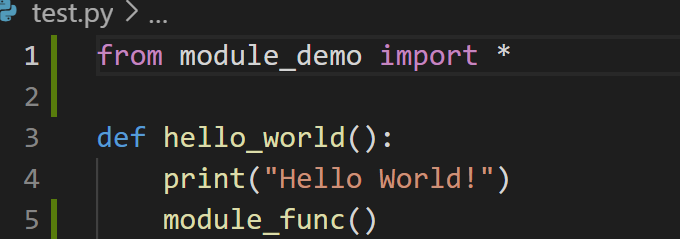 test.py > ...
1 from module_demo import *
2
3 def hello_world():
4     print("Hello World!")
5     module_func()